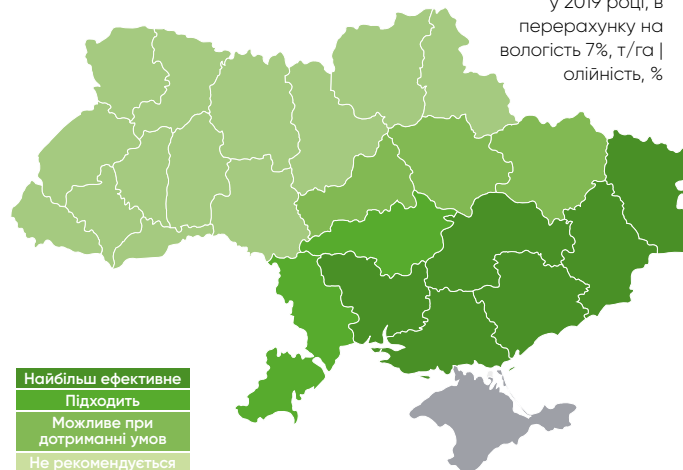 у 2019 році, в
перерахунку на
вологість 7%, т/га |
олійність, %
Найбільш ефективне
Підходить
Можливе при
дотриманні умов
Не рекомендується